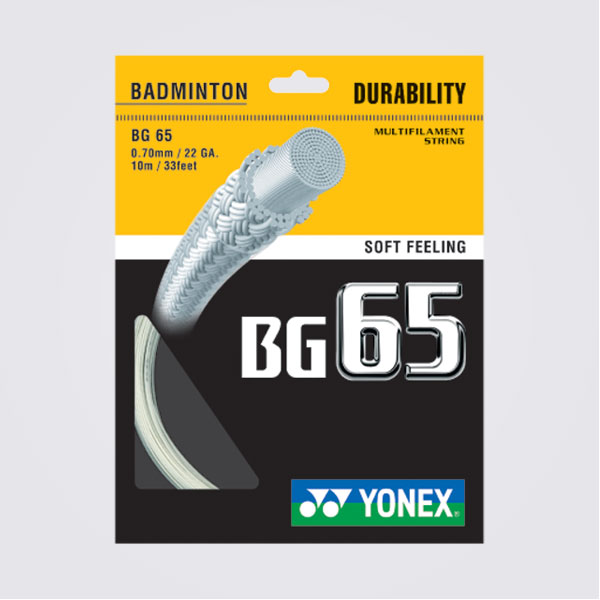 BADMINTON
DURABILITY
BG 65
0.70mm / 22 GA.
10m / 33feet
MULTIFILAMENT
STRING
SOFT FEELING
BG65
YONEX®